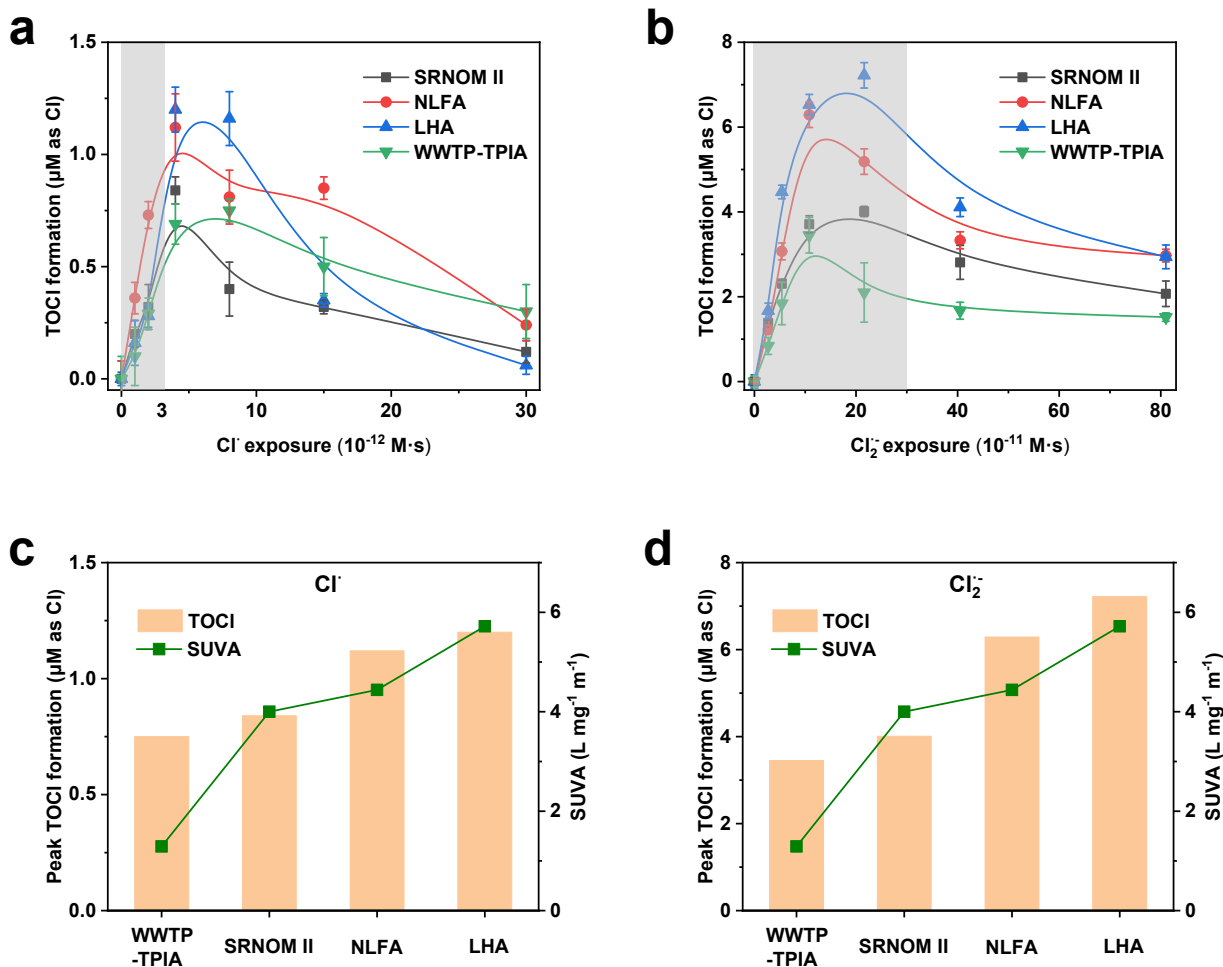 a
1.5
1.0
0.5
0.0
TOCl formation (µM as Cl)
SRNOM II
NLFA
LHA
WWTP-TPIA
0 3 10 20 30
Cl· exposure (10⁻¹² M·s)
b
8
6
4
2
0
TOCl formation (µM as Cl)
SRNOM II
NLFA
LHA
WWTP-TPIA
0 20 40 60 80
Cl₂·⁻ exposure (10⁻¹¹ M·s)
c
1.5
1.0
0.5
0.0
Peak TOCl formation (µM as Cl)
Cl·
TOCl
SUVA
6
4
2
0
SUVA (L mg⁻¹ m⁻¹)
WWTP
-TPIA
SRNOM II
NLFA
LHA
d
8
6
4
2
0
Peak TOCl formation (µM as Cl)
Cl₂·⁻
TOCl
SUVA
6
4
2
0
SUVA (L mg⁻¹ m⁻¹)
WWTP
-TPIA
SRNOM II
NLFA
LHA